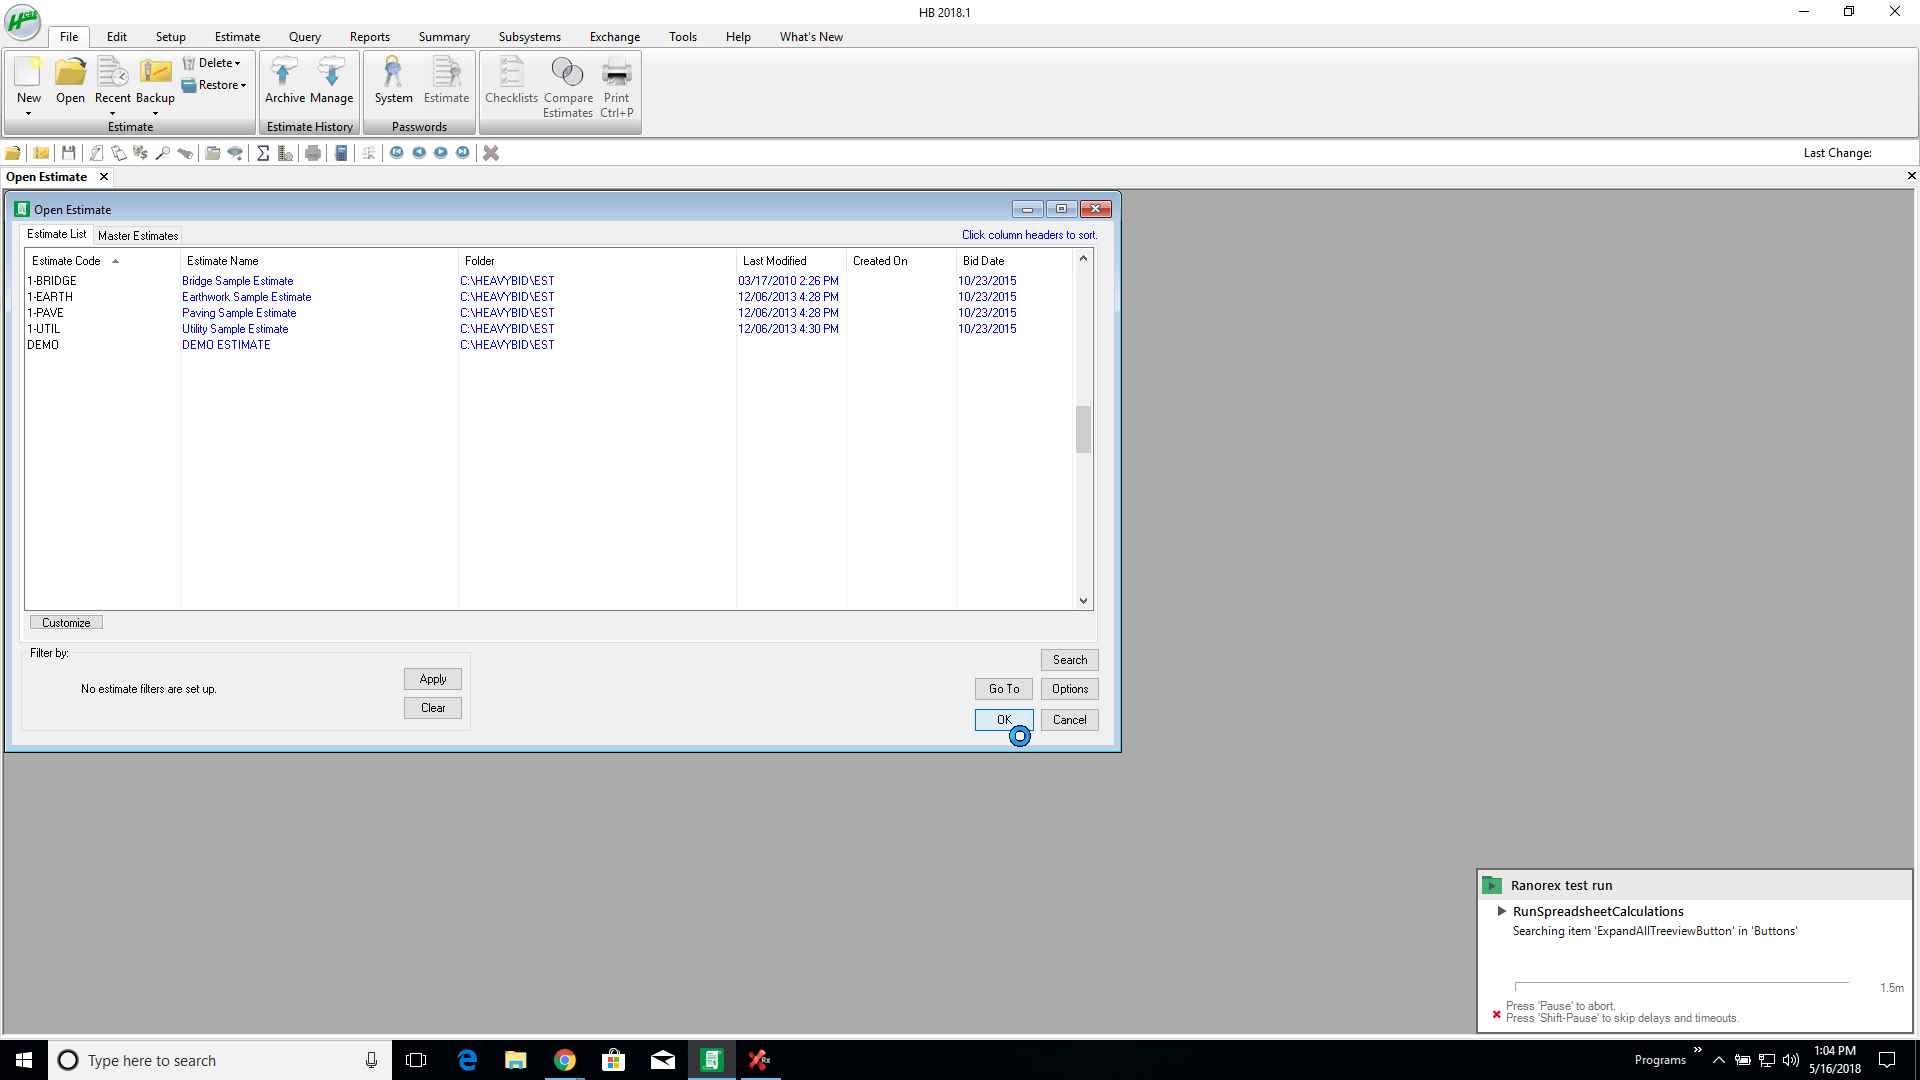 HB 2018.1
File Edit Setup Estimate Query Reports Summary Subsystems Exchange Tools Help What's New
New Open Recent Backup Delete Restore Archive Manage System Estimate Checklists Compare Estimates Print Ctrl+P
Estimate Estimate History Passwords
Last Change:
Open Estimate
Open Estimate
Estimate List Master Estimates Click column headers to sort.
Estimate Code Estimate Name Folder Last Modified Created On Bid Date
1-BRIDGE Bridge Sample Estimate C:\HEAVYBID\EST 03/17/2010 2:26 PM 10/23/2015
1-EARTH Earthwork Sample Estimate C:\HEAVYBID\EST 12/06/2013 4:28 PM 10/23/2015
1-PAVE Paving Sample Estimate C:\HEAVYBID\EST 12/06/2013 4:28 PM 10/23/2015
1-UTIL Utility Sample Estimate C:\HEAVYBID\EST 12/06/2013 4:30 PM 10/23/2015
DEMO DEMO ESTIMATE C:\HEAVYBID\EST
Customize
Filter by:
No estimate filters are set up.
Apply
Clear
Search
Go To Options
OK Cancel
Ranorex test run
RunSpreadsheetCalculations
Searching item 'ExpandAllTreeviewButton' in 'Buttons'
1.5m
Press 'Pause' to abort.
Press 'Shift-Pause' to skip delays and timeouts.
Type here to search
Programs
1:04 PM
5/16/2018